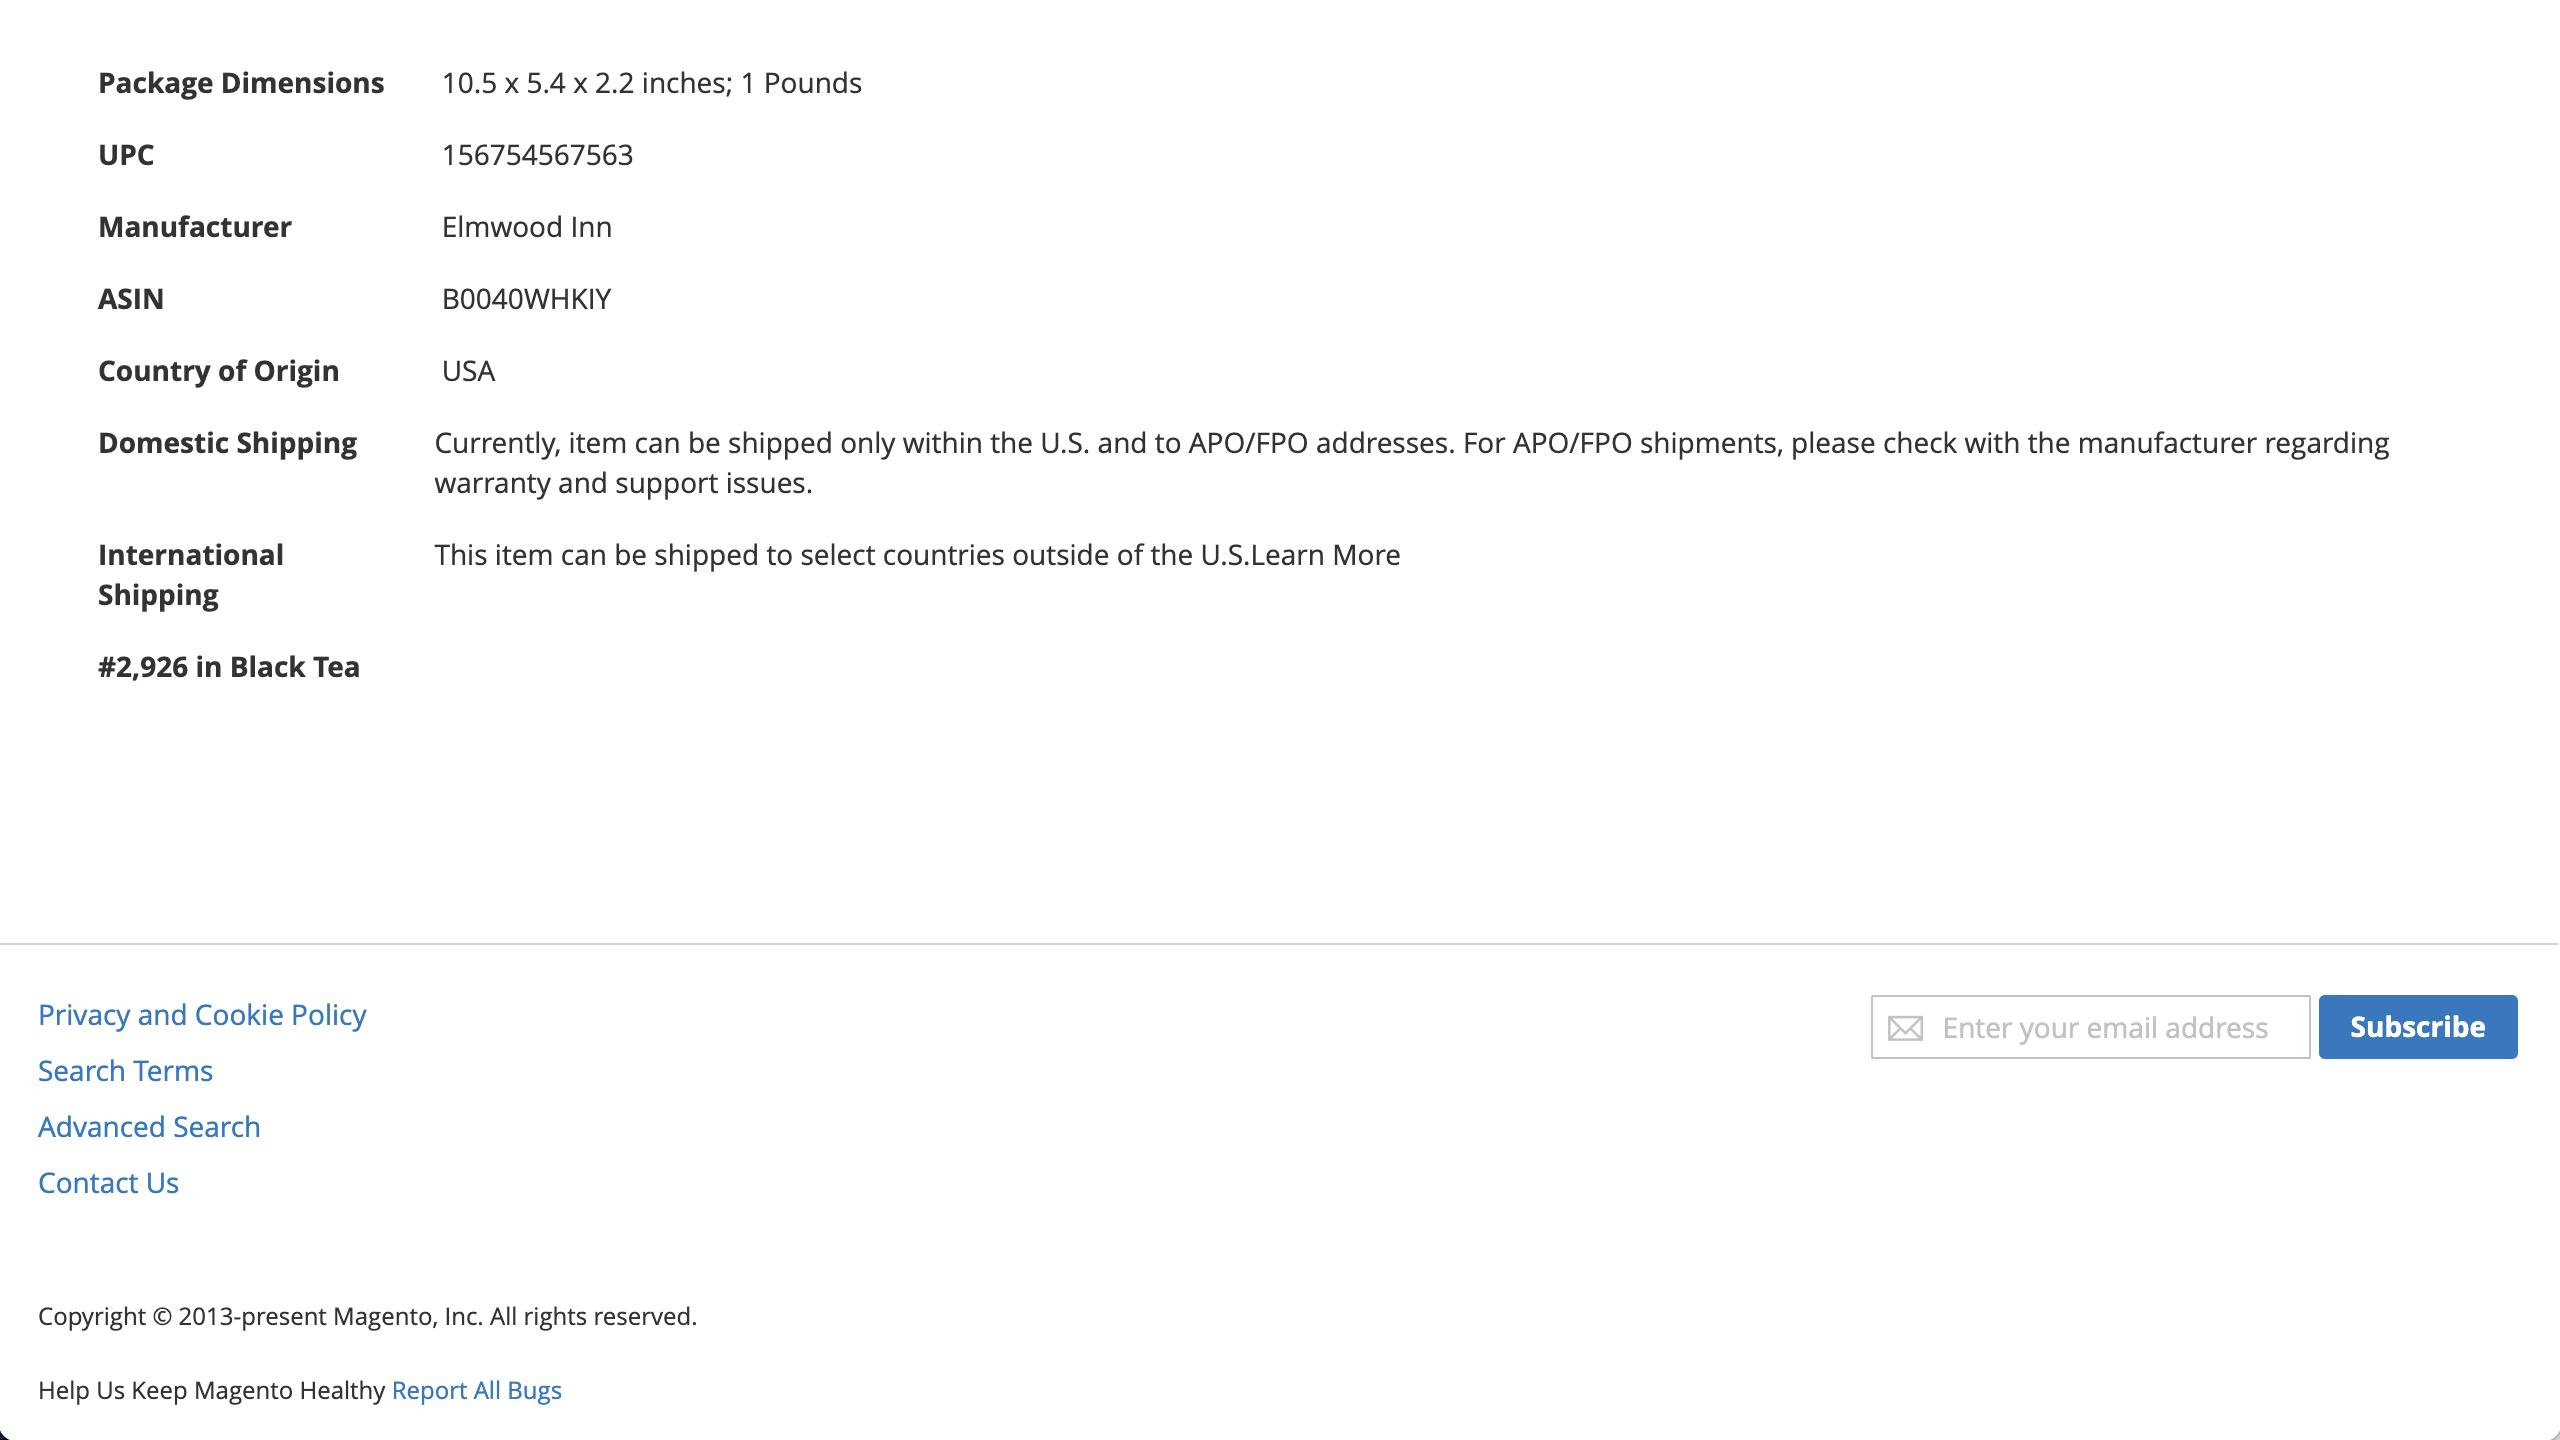 Package Dimensions 10.5 x 5.4 x 2.2 inches; 1 Pounds
UPC 156754567563
Manufacturer Elmwood Inn
ASIN B0040WHKIY
Country of Origin USA
Domestic Shipping Currently, item can be shipped only within the U.S. and to APO/FPO addresses. For APO/FPO shipments, please check with the manufacturer regarding
warranty and support issues.
International This item can be shipped to select countries outside of the U.S.Learn More
Shipping
#2,926 in Black Tea
Privacy and Cookie Policy
Search Terms
Advanced Search
Contact Us
Enter your email address Subscribe
Copyright © 2013-present Magento, Inc. All rights reserved.
Help Us Keep Magento Healthy Report All Bugs